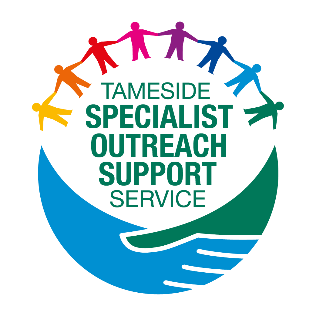 TAMESIDE
SPECIALIST
OUTREACH
SUPPORT
SERVICE